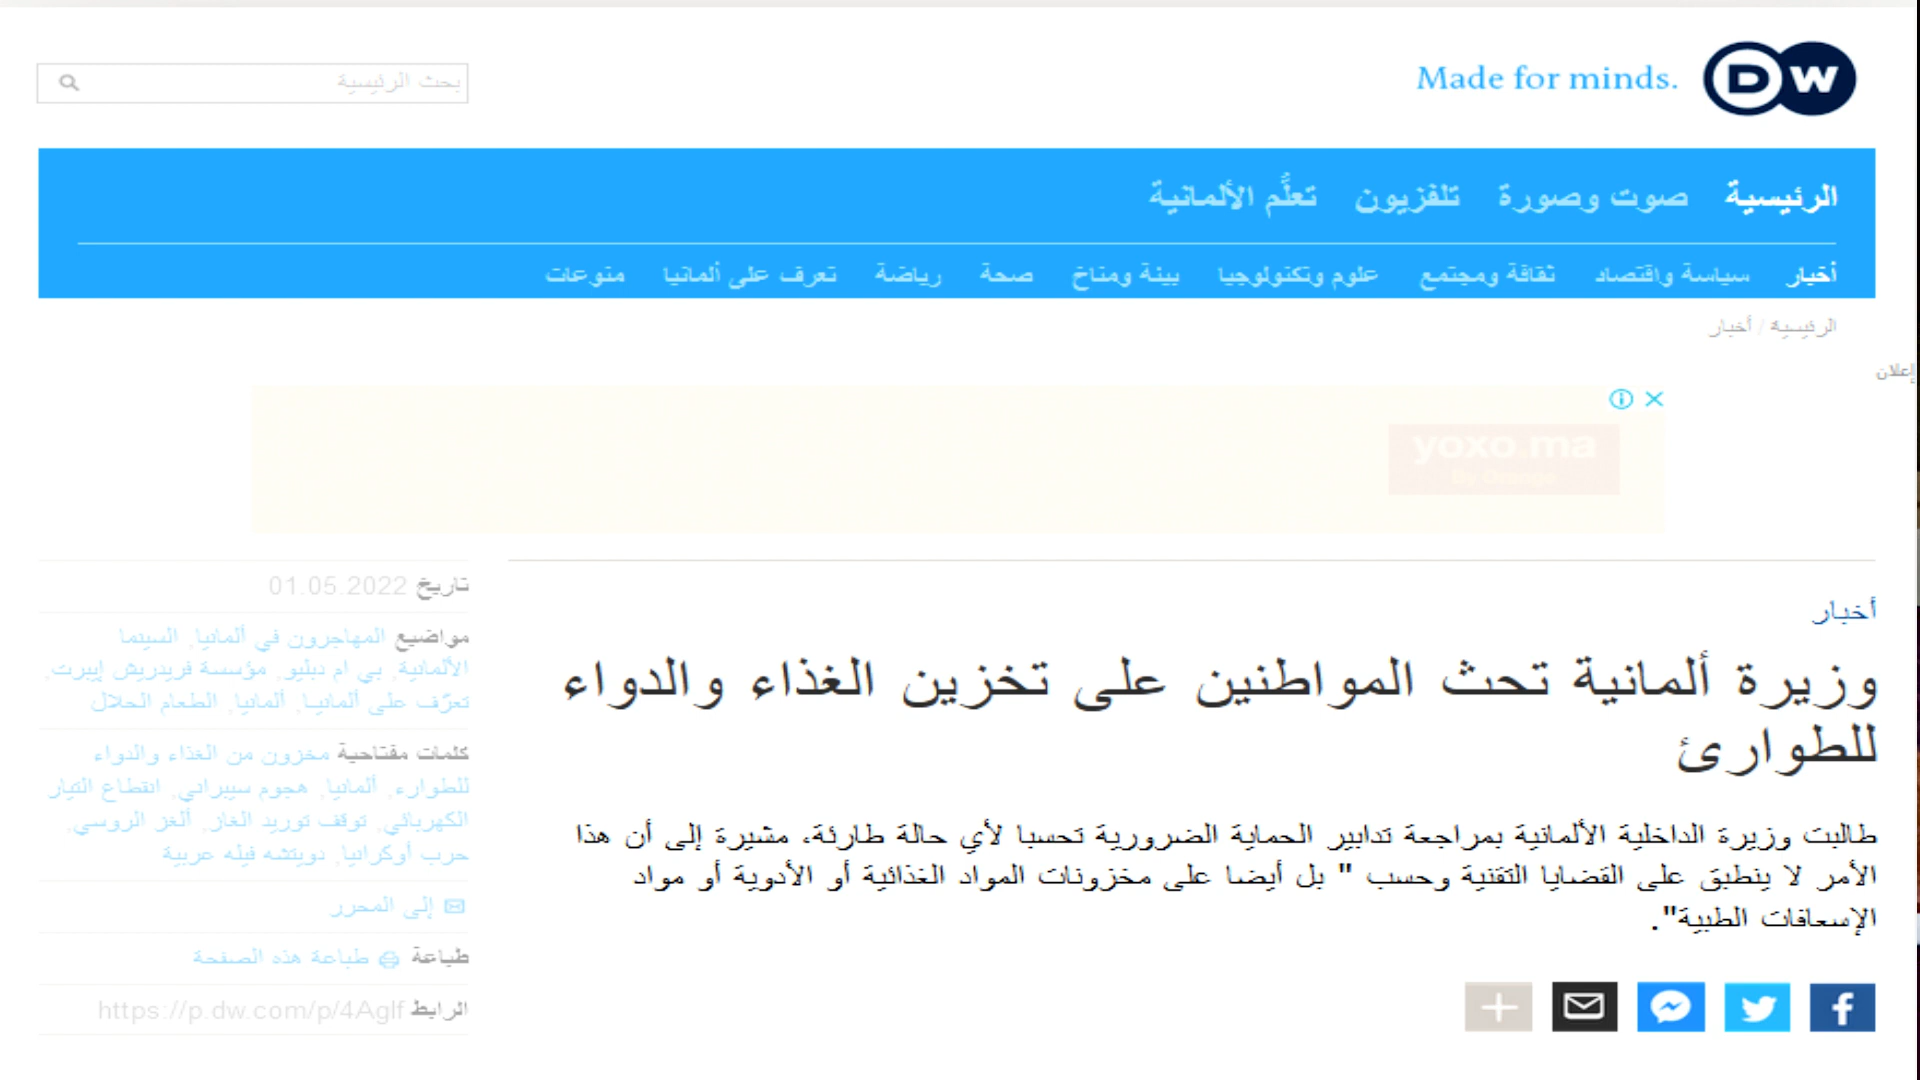 بحث الرئيسية
Made for minds. DW
الرئيسية صوت وصورة تلفزيون تعلَّم الألمانية
أخبار سياسة واقتصاد ثقافة ومجتمع علوم وتكنولوجيا بيئة ومناخ صحة رياضة تعرف على ألمانيا منوعات
الرئيسية / أخبار
إعلان
yoxo.ma
By Orange
أخبار
وزيرة ألمانية تحث المواطنين على تخزين الغذاء والدواء
للطوارئ
طالبت وزيرة الداخلية الألمانية بمراجعة تدابير الحماية الضرورية تحسبا لأي حالة طارئة، مشيرة إلى أن هذا
الأمر لا ينطبق على القضايا التقنية وحسب " بل أيضا على مخزونات المواد الغذائية أو الأدوية أو مواد
الإسعافات الطبية".
تاريخ 01.05.2022
مواضيع المهاجرون في ألمانيا, السينما
الألمانية, بي ام دبليو, مؤسسة فريدريش إيبرت,
تعرّف على ألمانيا, ألمانيا, الطعام الحلال
كلمات مفتاحية مخزون من الغذاء والدواء
للطوارء, ألمانيا, هجوم سيبراني, انقطاع التيار
الكهربائي, توقف توريد الغاز, ألغز الروسي,
حرب أوكرانيا, دويتشه فيله عربية
إلى المحرر
طباعة طباعة هذه الصفحة
الرابط https://p.dw.com/p/4AgIf